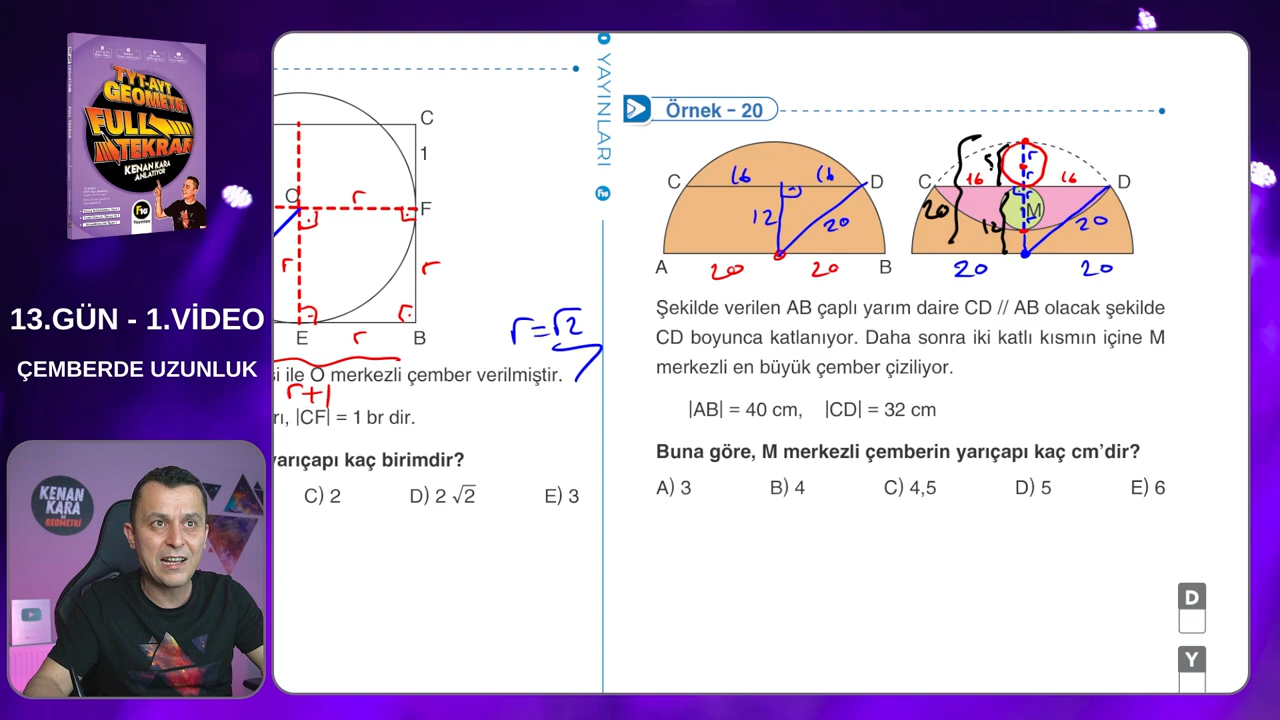 TYT-AYT
GEOMETRİ
FULL
TEKRAR
KENAN KARA
ANLATIYOR
13.GÜN - 1.VİDEO
ÇEMBERDE UZUNLUK
KENAN
KARA
GEOMETRİ
C
1
O
r
F
r
r
E
r
B
r=√2
si ile O merkezli çember verilmiştir.
r+1
rı, |CF| = 1 br dir.
yarıçapı kaç birimdir?
C) 2 D) 2 √2 E) 3
YAYINLARI
Örnek - 20
C 16 16 D
12 20
A 20 20 B
C 16 16 D
8 r r
20 12 M 20
20 20
Şekilde verilen AB çaplı yarım daire CD // AB olacak şekilde
CD boyunca katlanıyor. Daha sonra iki katlı kısmın içine M
merkezli en büyük çember çiziliyor.
|AB| = 40 cm, |CD| = 32 cm
Buna göre, M merkezli çemberin yarıçapı kaç cm'dir?
A) 3 B) 4 C) 4,5 D) 5 E) 6
D
Y